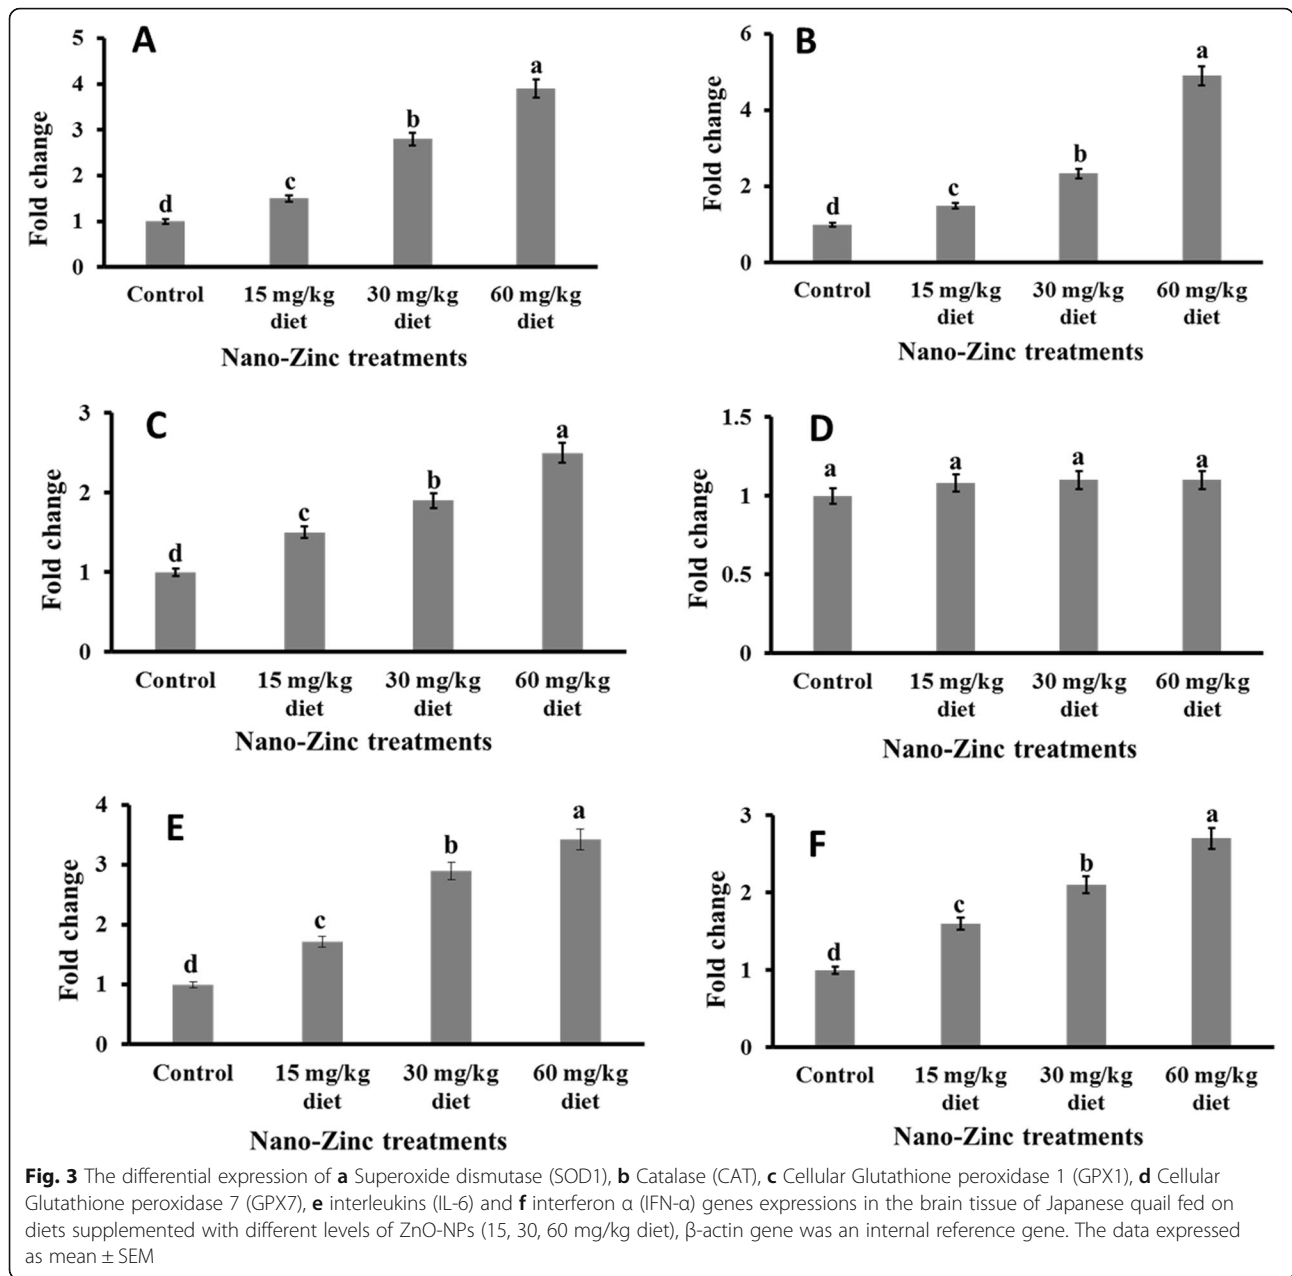 A
Fold change
5
4
3
2
1
0
d
c
b
a
Control
15 mg/kg
diet
30 mg/kg
diet
60 mg/kg
diet
Nano-Zinc treatments
B
Fold change
6
4
2
0
d
c
b
a
Control
15 mg/kg
diet
30 mg/kg
diet
60 mg/kg
diet
Nano-Zinc treatments
C
Fold change
3
2
1
0
d
c
b
a
Control
15 mg/kg
diet
30 mg/kg
diet
60 mg/kg
diet
Nano-Zinc treatments
D
Fold change
1.5
1
0.5
0
a
a
a
a
Control
15 mg/kg
diet
30 mg/kg
diet
60 mg/kg
diet
Nano-Zinc treatments
E
Fold change
4
3
2
1
0
d
c
b
a
Control
15 mg/kg
diet
30 mg/kg
diet
60 mg/kg
diet
Nano-Zinc treatments
F
Fold change
3
2
1
0
d
c
b
a
Control
15 mg/kg
diet
30 mg/kg
diet
60 mg/kg
diet
Nano-Zinc treatments
Fig. 3 The differential expression of a Superoxide dismutase (SOD1), b Catalase (CAT), c Cellular Glutathione peroxidase 1 (GPX1), d Cellular
Glutathione peroxidase 7 (GPX7), e interleukins (IL-6) and f interferon α (IFN-α) genes expressions in the brain tissue of Japanese quail fed on
diets supplemented with different levels of ZnO-NPs (15, 30, 60 mg/kg diet), β-actin gene was an internal reference gene. The data expressed
as mean ± SEM